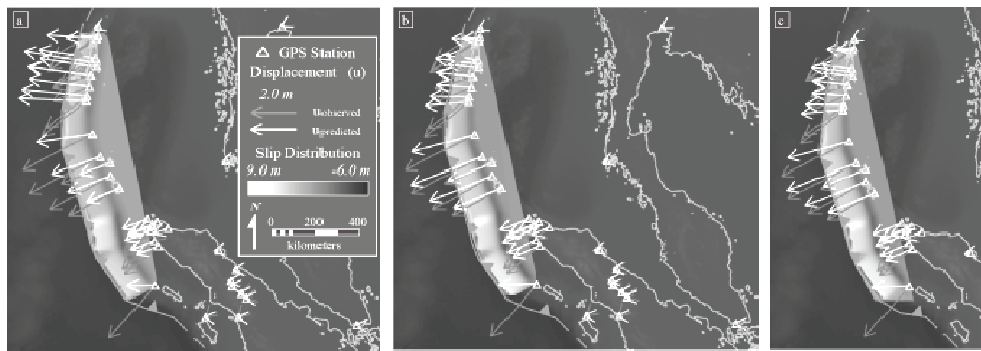 a
GPS Station
Displacement (u)
2.0 m
Uobserved
Upredicted
Slip Distribution
9.0 m -6.0 m
N
0 200 400
kilometers
b
c